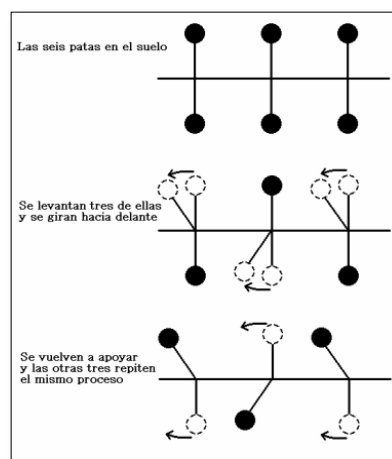 Las seis patas en el suelo
Se levantan tres de ellas
y se giran hacia delante
Se vuelven a apoyar
y las otras tres repiten
el mismo proceso